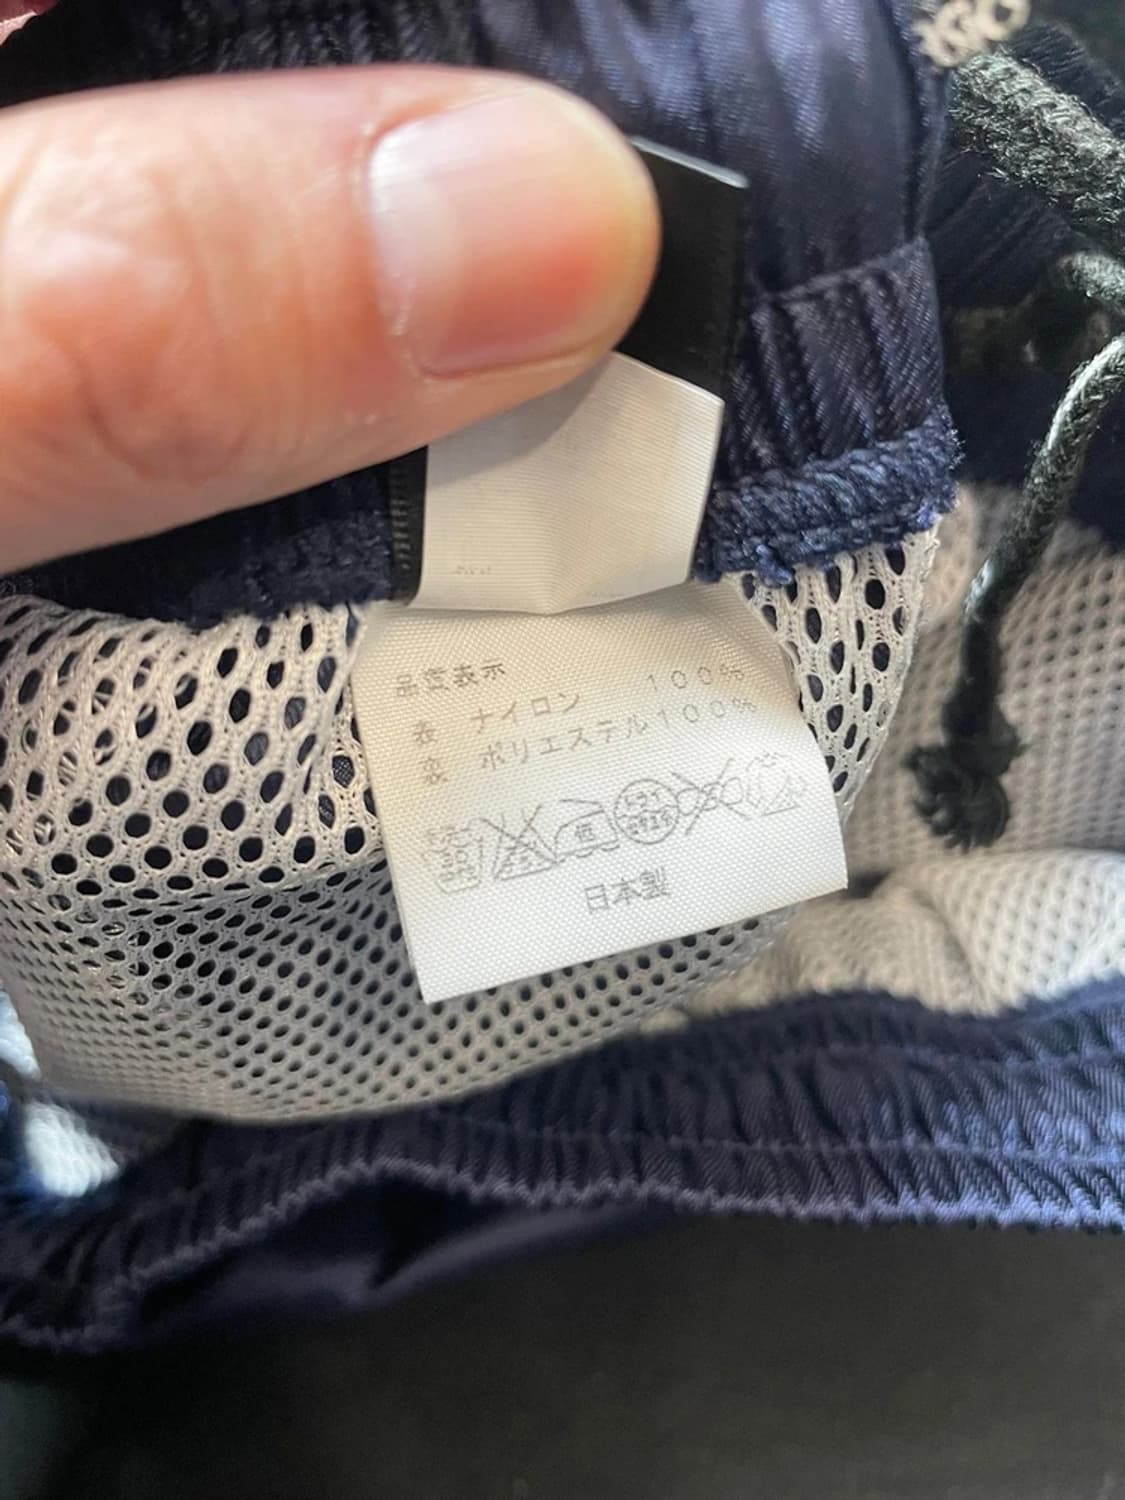 品質表示
表 ナイロン 100%
裏 ポリエステル100%
低
日本製